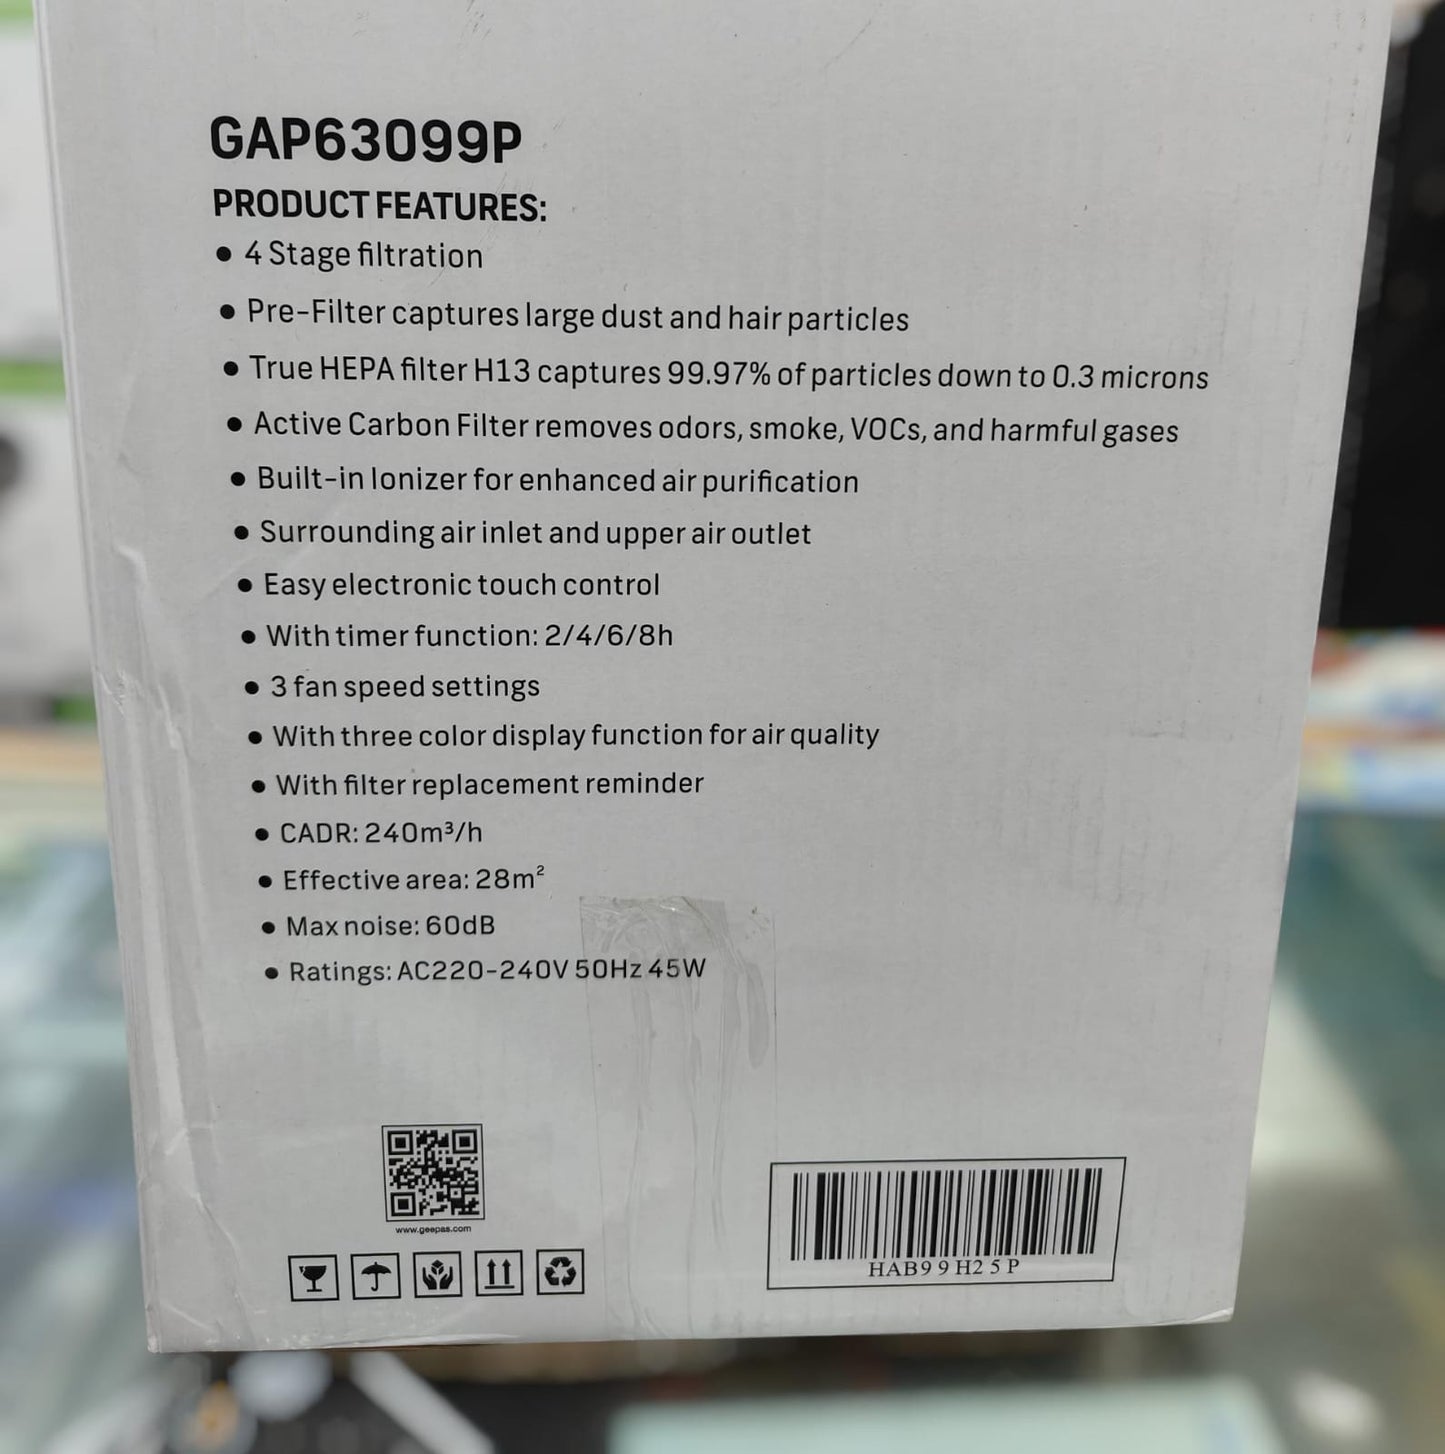 GAP63099P
PRODUCT FEATURES:
● 4 Stage filtration
● Pre-Filter captures large dust and hair particles
● True HEPA filter H13 captures 99.97% of particles down to 0.3 microns
● Active Carbon Filter removes odors, smoke, VOCs, and harmful gases
● Built-in Ionizer for enhanced air purification
● Surrounding air inlet and upper air outlet
● Easy electronic touch control
● With timer function: 2/4/6/8h
● 3 fan speed settings
● With three color display function for air quality
● With filter replacement reminder
● CADR: 240m³/h
● Effective area: 28m²
● Max noise: 60dB
● Ratings: AC220-240V 50Hz 45W
www.geepas.com
HAB99H25P